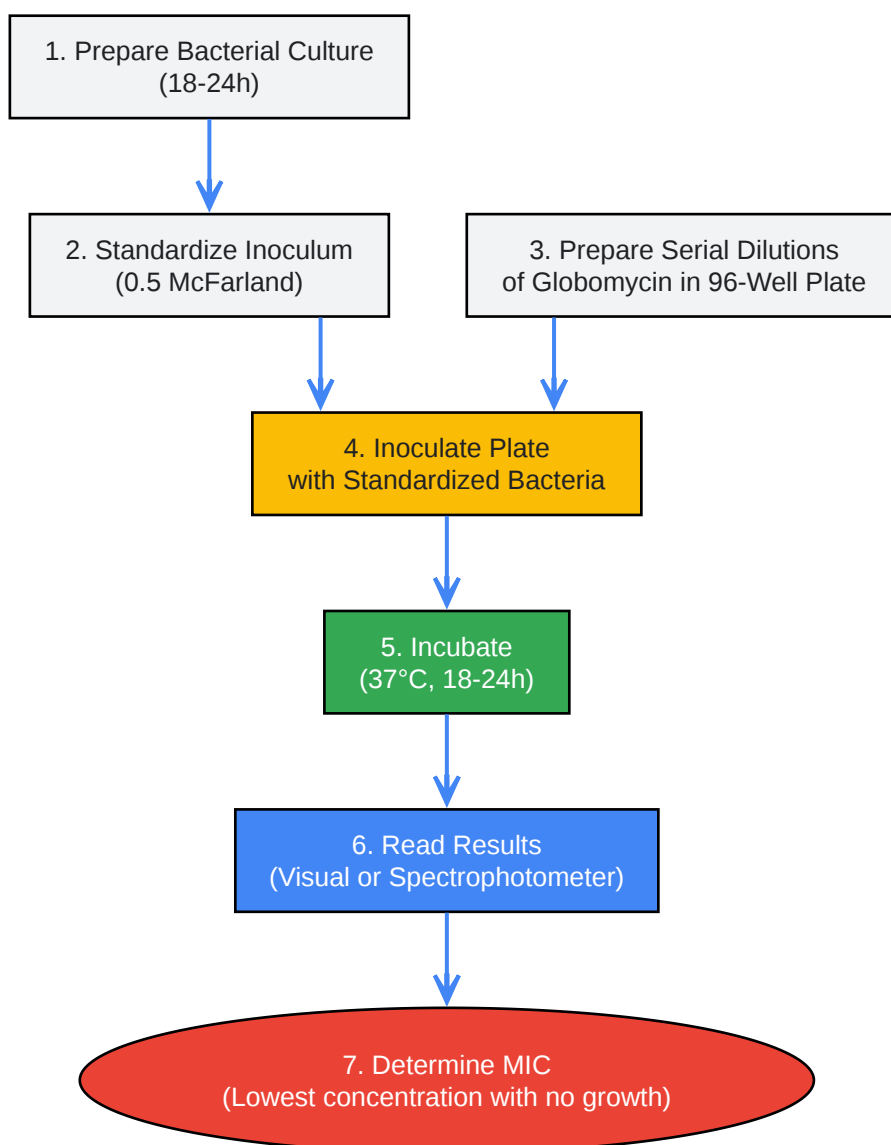 1. Prepare Bacterial Culture
(18-24h)
2. Standardize Inoculum
(0.5 McFarland)
3. Prepare Serial Dilutions
of Globomycin in 96-Well Plate
4. Inoculate Plate
with Standardized Bacteria
5. Incubate
(37°C, 18-24h)
6. Read Results
(Visual or Spectrophotometer)
7. Determine MIC
(Lowest concentration with no growth)